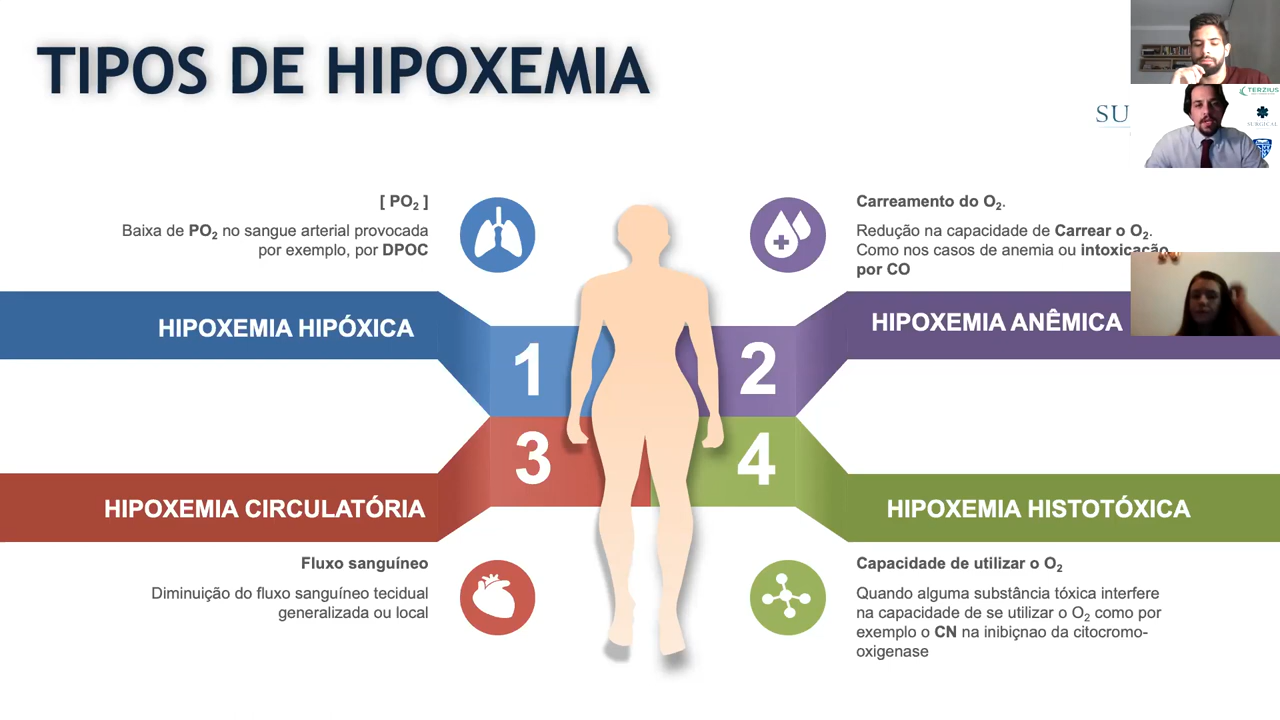 TIPOS DE HIPOXEMIA
TERZIUS
SU
SURGICAL
[ PO₂ ]
Baixa de PO₂ no sangue arterial provocada
por exemplo, por DPOC
Carreamento do O₂.
Redução na capacidade de Carrear o O₂.
Como nos casos de anemia ou intoxicação
por CO
HIPOXEMIA HIPÓXICA
1
2
HIPOXEMIA ANÊMICA
HIPOXEMIA CIRCULATÓRIA
3
4
HIPOXEMIA HISTOTÓXICA
Fluxo sanguíneo
Diminuição do fluxo sanguíneo tecidual
generalizada ou local
Capacidade de utilizar o O₂
Quando alguma substância tóxica interfere
na capacidade de se utilizar o O₂ como por
exemplo o CN na inibiçnao da citocromo-
oxigenase